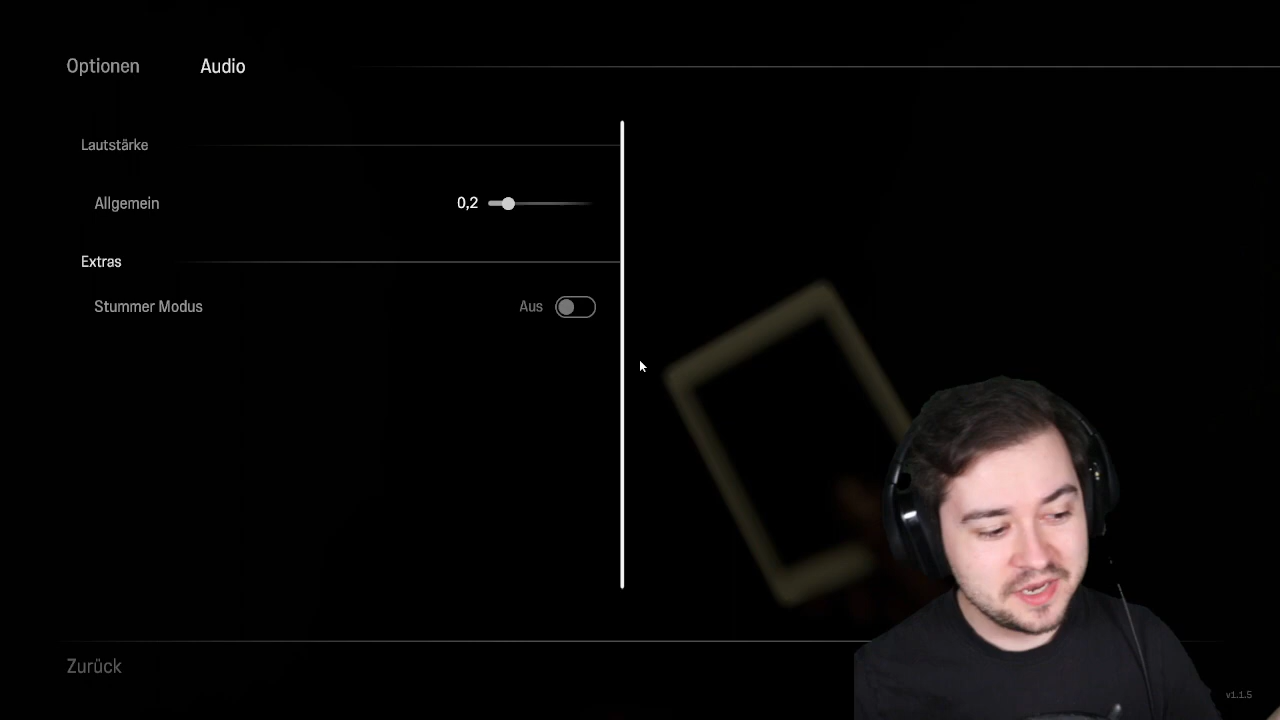 Optionen Audio
Lautstärke
Allgemein 0,2
Extras
Stummer Modus Aus
Zurück
v1.1.5